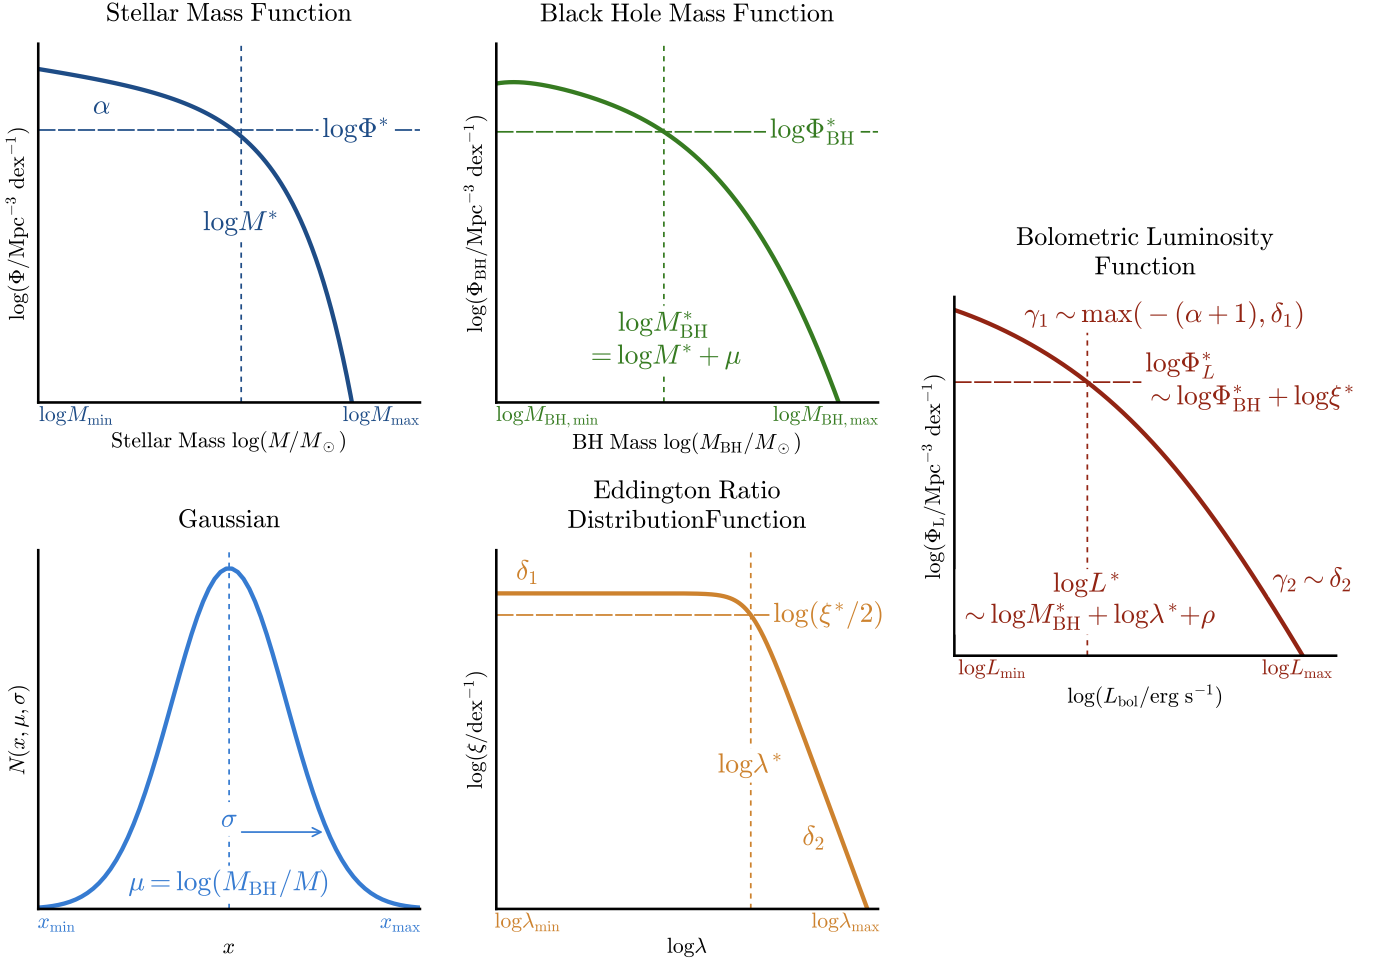 Stellar Mass Function
log(Φ/Mpc⁻³ dex⁻¹)
α
logΦ*
logM*
logM_min
logM_max
Stellar Mass log(M/M_⊙)
Black Hole Mass Function
log(Φ_BH/Mpc⁻³ dex⁻¹)
logΦ*_BH
logM*_BH
= logM* + μ
logM_BH,min
logM_BH,max
BH Mass log(M_BH/M_⊙)
Gaussian
N(x, μ, σ)
σ
μ = log(M_BH/M)
x_min
x_max
x
Eddington Ratio
DistributionFunction
log(ξ/dex⁻¹)
δ₁
log(ξ*/2)
logλ*
δ₂
logλ_min
logλ_max
logλ
Bolometric Luminosity
Function
log(Φ_L/Mpc⁻³ dex⁻¹)
γ₁ ~ max( − (α + 1), δ₁)
logΦ*_L
~ logΦ*_BH + logξ*
γ₂ ~ δ₂
logL*
~ logM*_BH + logλ*+ρ
logL_min
logL_max
log(L_bol/erg s⁻¹)